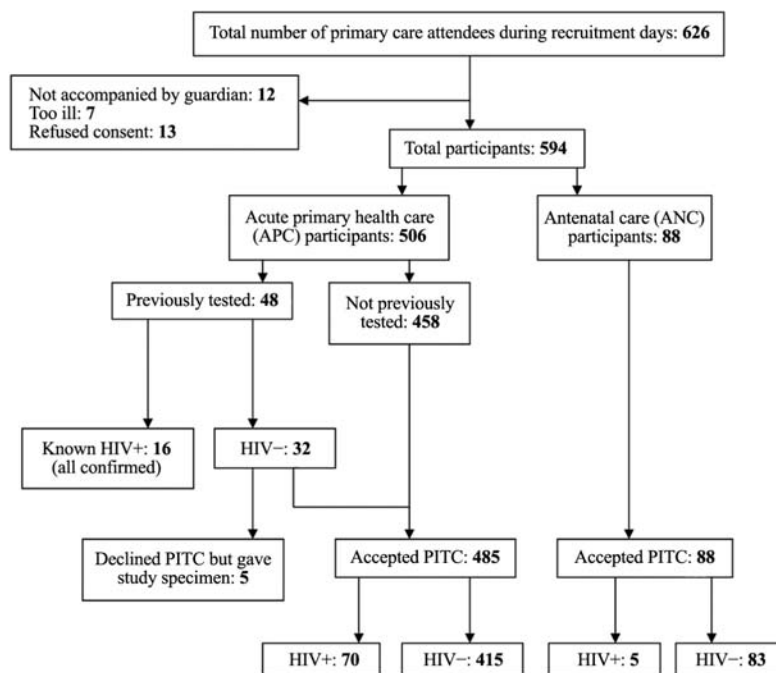 Total number of primary care attendees during recruitment days: 626
Not accompanied by guardian: 12
Too ill: 7
Refused consent: 13
Total participants: 594
Acute primary health care
(APC) participants: 506
Antenatal care (ANC)
participants: 88
Previously tested: 48
Not previously
tested: 458
Known HIV+: 16
(all confirmed)
HIV−: 32
Declined PITC but gave
study specimen: 5
Accepted PITC: 485
Accepted PITC: 88
HIV+: 70
HIV−: 415
HIV+: 5
HIV−: 83